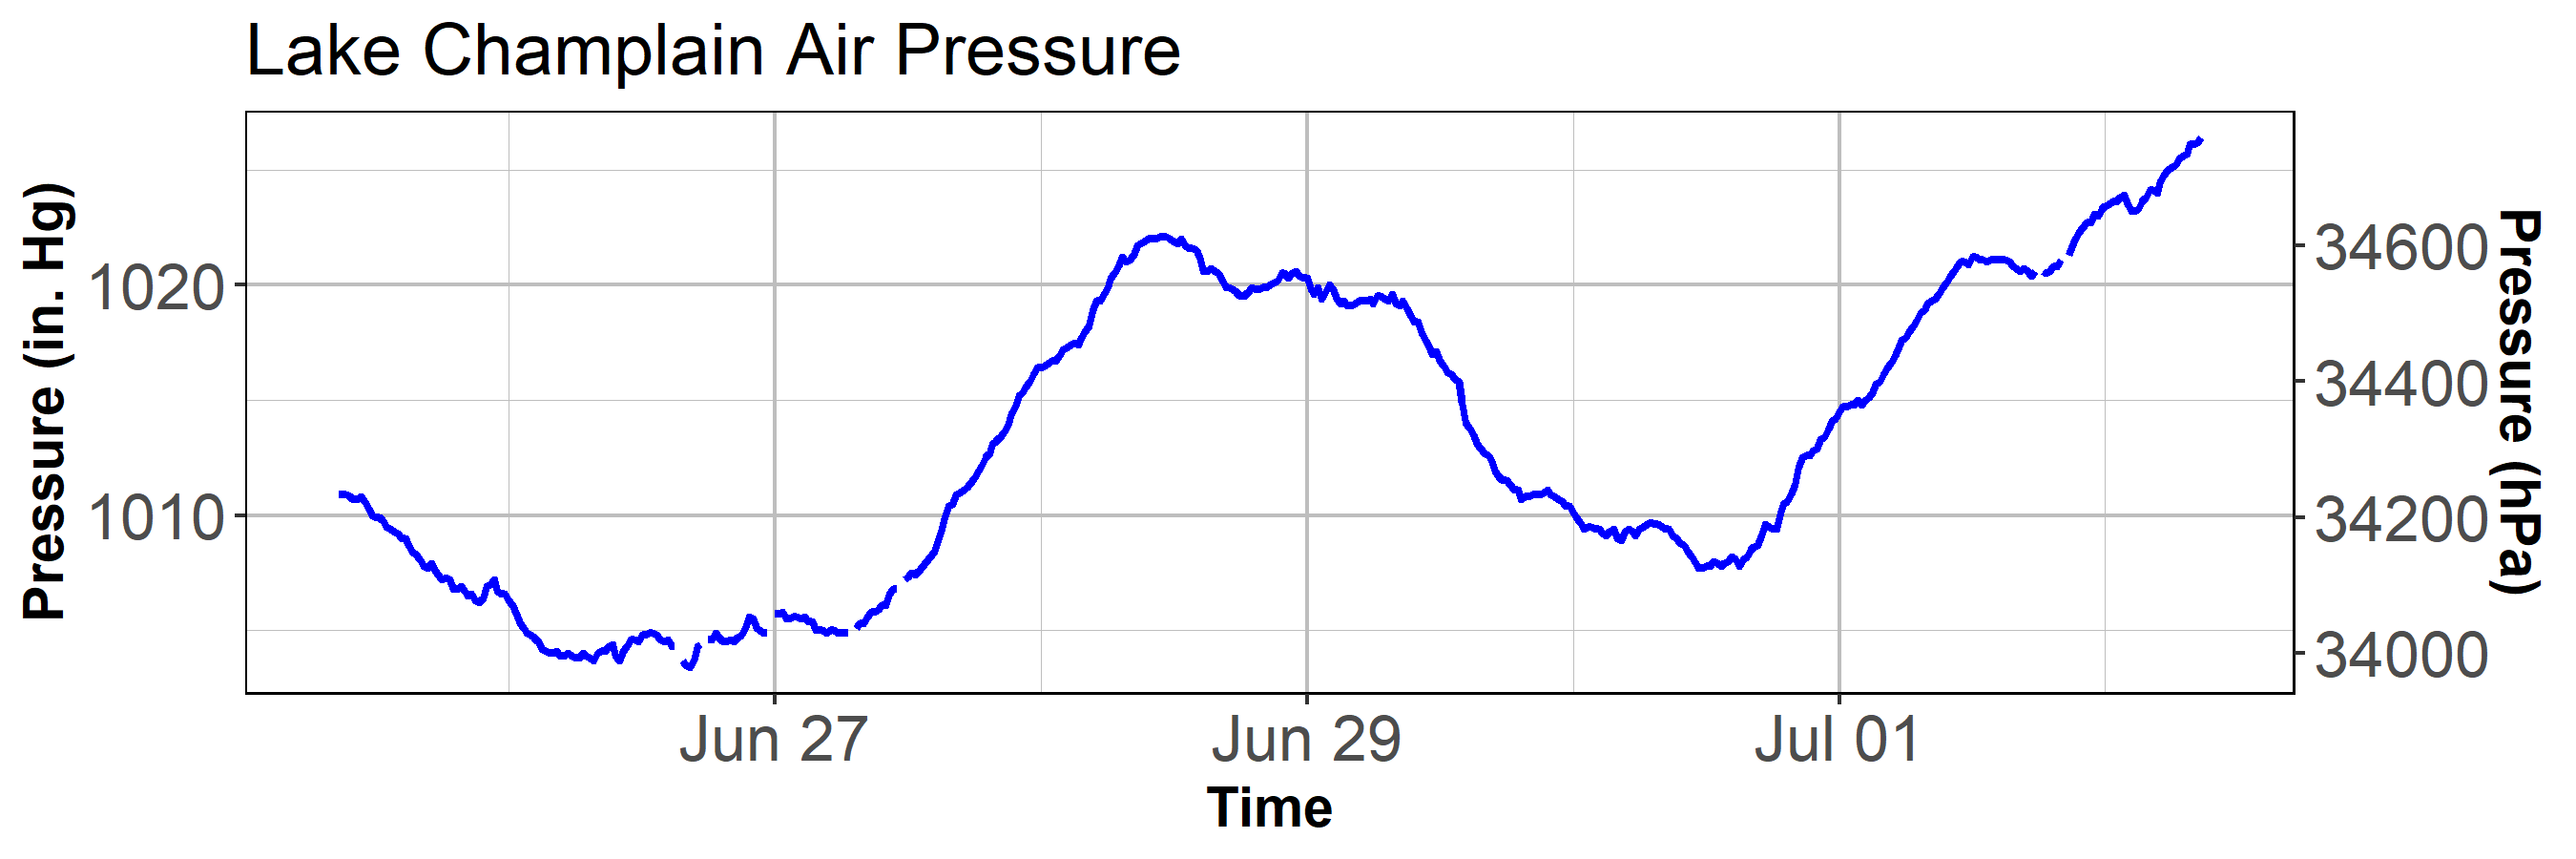 Lake Champlain Air Pressure
Pressure (in. Hg)
1020
1010
34600
34400
34200
34000
Pressure (hPa)
Jun 27
Jun 29
Jul 01
Time